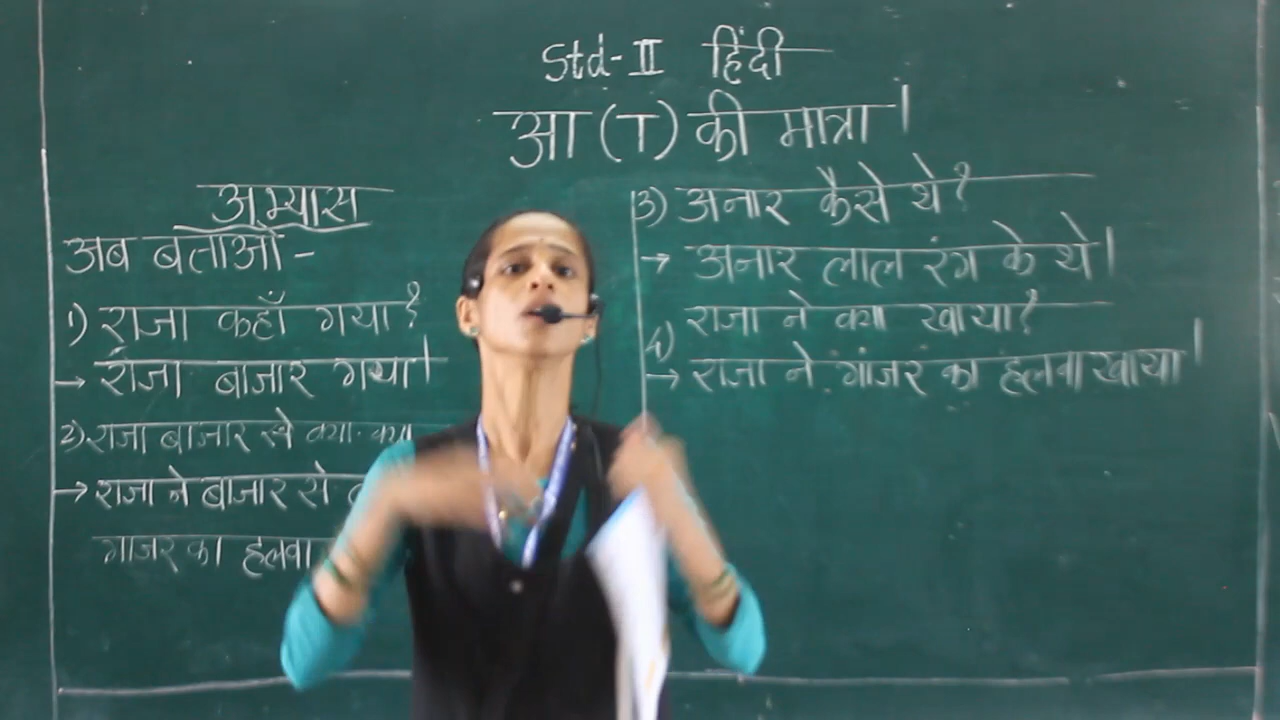 Std-II हिंदी
आ (ा) की मात्रा।
अभ्यास
अब बताओ -
1) राजा कहाँ गया?
→ राजा बाजार गया।
2) राजा बाजार से क्या-क्या
→ राजा ने बाजार से
गाजर का हलवा
3) अनार कैसे थे?
→ अनार लाल रंग के थे।
4) राजा ने क्या खाया?
→ राजा ने गाजर का हलवा खाया।